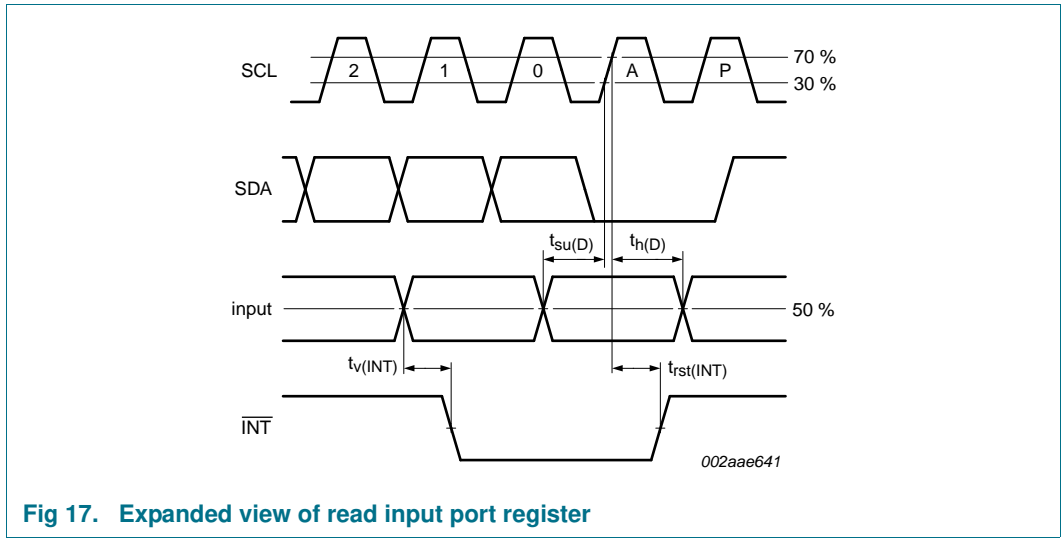 SCL 2 1 0 A P 70 %
30 %
SDA
tsu(D) th(D)
input 50 %
tv(INT) trst(INT)
INT
002aae641
Fig 17. Expanded view of read input port register